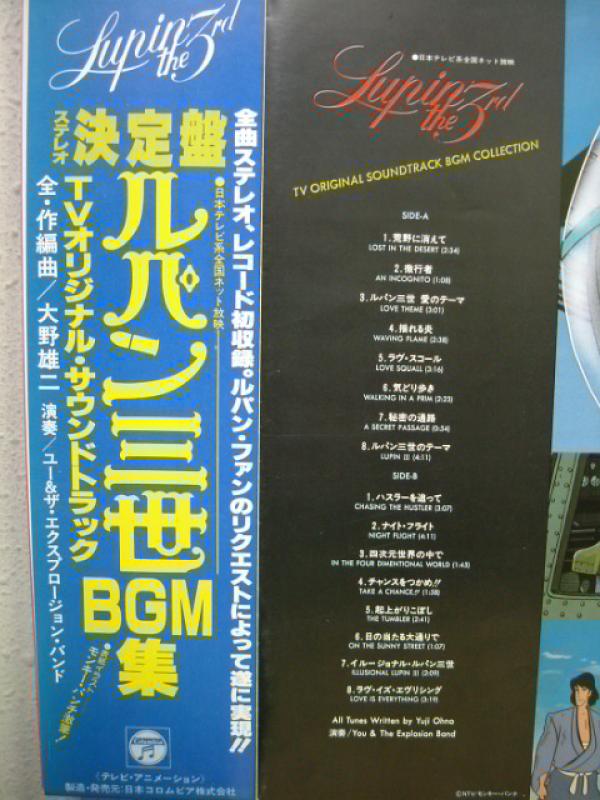 Lupin
the 3rd
全曲ステレオ、レコード初収録。ルパン・ファンのリクエストによって遂に実現!!
●日本テレビ系全国ネット放映
ステレオ
決定盤
ルパン三世
BGM
集
TVオリジナル・サウンドトラック
全・作編曲/大野雄二 演奏/ユー&ザ・エクスプロージョン・バンド
モンキー・パンチ
Columbia
〈テレビ・アニメーション〉
製造・発売元:日本コロムビア株式会社
●日本テレビ系全国ネット放映
Lupin
the 3rd
TV ORIGINAL SOUNDTRACK BGM COLLECTION
SIDE-A
1.荒野に消えて
LOST IN THE DESERT (2:34)
2.微行者
AN INCOGNITO (1:08)
3.ルパン三世 愛のテーマ
LOVE THEME (3:01)
4.揺れる炎
WAVING FLAME (2:38)
5.ラヴ・スコール
LOVE SQUALL (3:16)
6.気どり歩き
WALKING IN A PRIM (2:23)
7.秘密の通路
A SECRET PASSAGE (0:54)
8.ルパン三世のテーマ
LUPIN III (4:11)
SIDE-B
1.ハスラーを追って
CHASING THE HUSTLER (3:07)
2.ナイト・フライト
NIGHT FLIGHT (4:11)
3.四次元世界の中で
IN THE FOUR DIMENTIONAL WORLD (1:43)
4.チャンスをつかめ!!
TAKE A CHANCE!! (1:38)
5.起上がりこぼし
THE TUMBLER (2:41)
6.日の当たる大通りで
ON THE SUNNY STREET (1:07)
7.イルージョナル・ルパン三世
ILLUSIONAL LUPIN III (2:09)
8.ラヴ・イズ・エヴリシング
LOVE IS EVERYTHING (3:19)
All Tunes Written by Yuji Ohno
演奏/You & The Explosion Band
©NTV/モンキー・パンチ